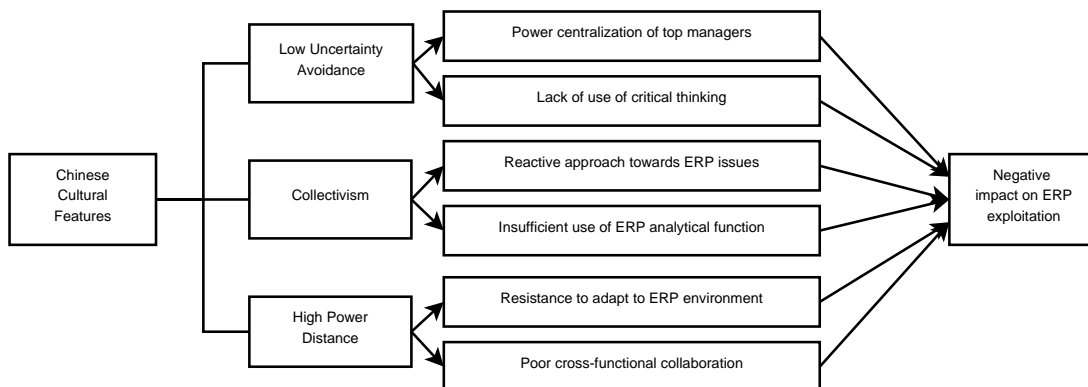 Chinese
Cultural
Features
Low Uncertainty
Avoidance
Collectivism
High Power
Distance
Power centralization of top managers
Lack of use of critical thinking
Reactive approach towards ERP issues
Insufficient use of ERP analytical function
Resistance to adapt to ERP environment
Poor cross-functional collaboration
Negative
impact on ERP
exploitation